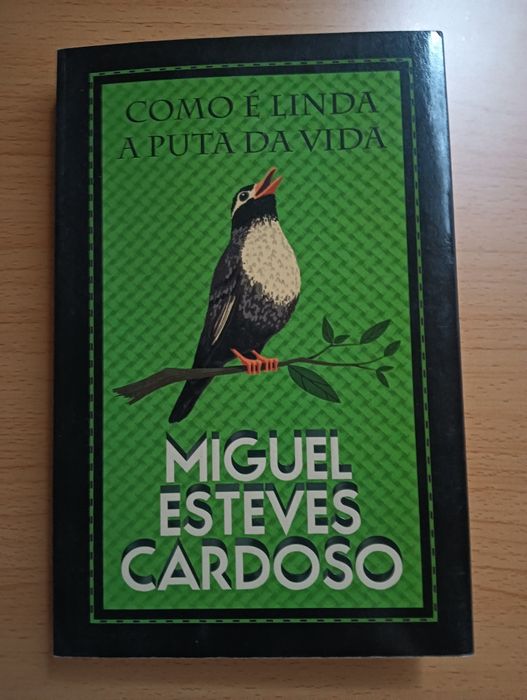 COMO É LINDA
A PUTA DA VIDA
MIGUEL
ESTEVES
CARDOSO